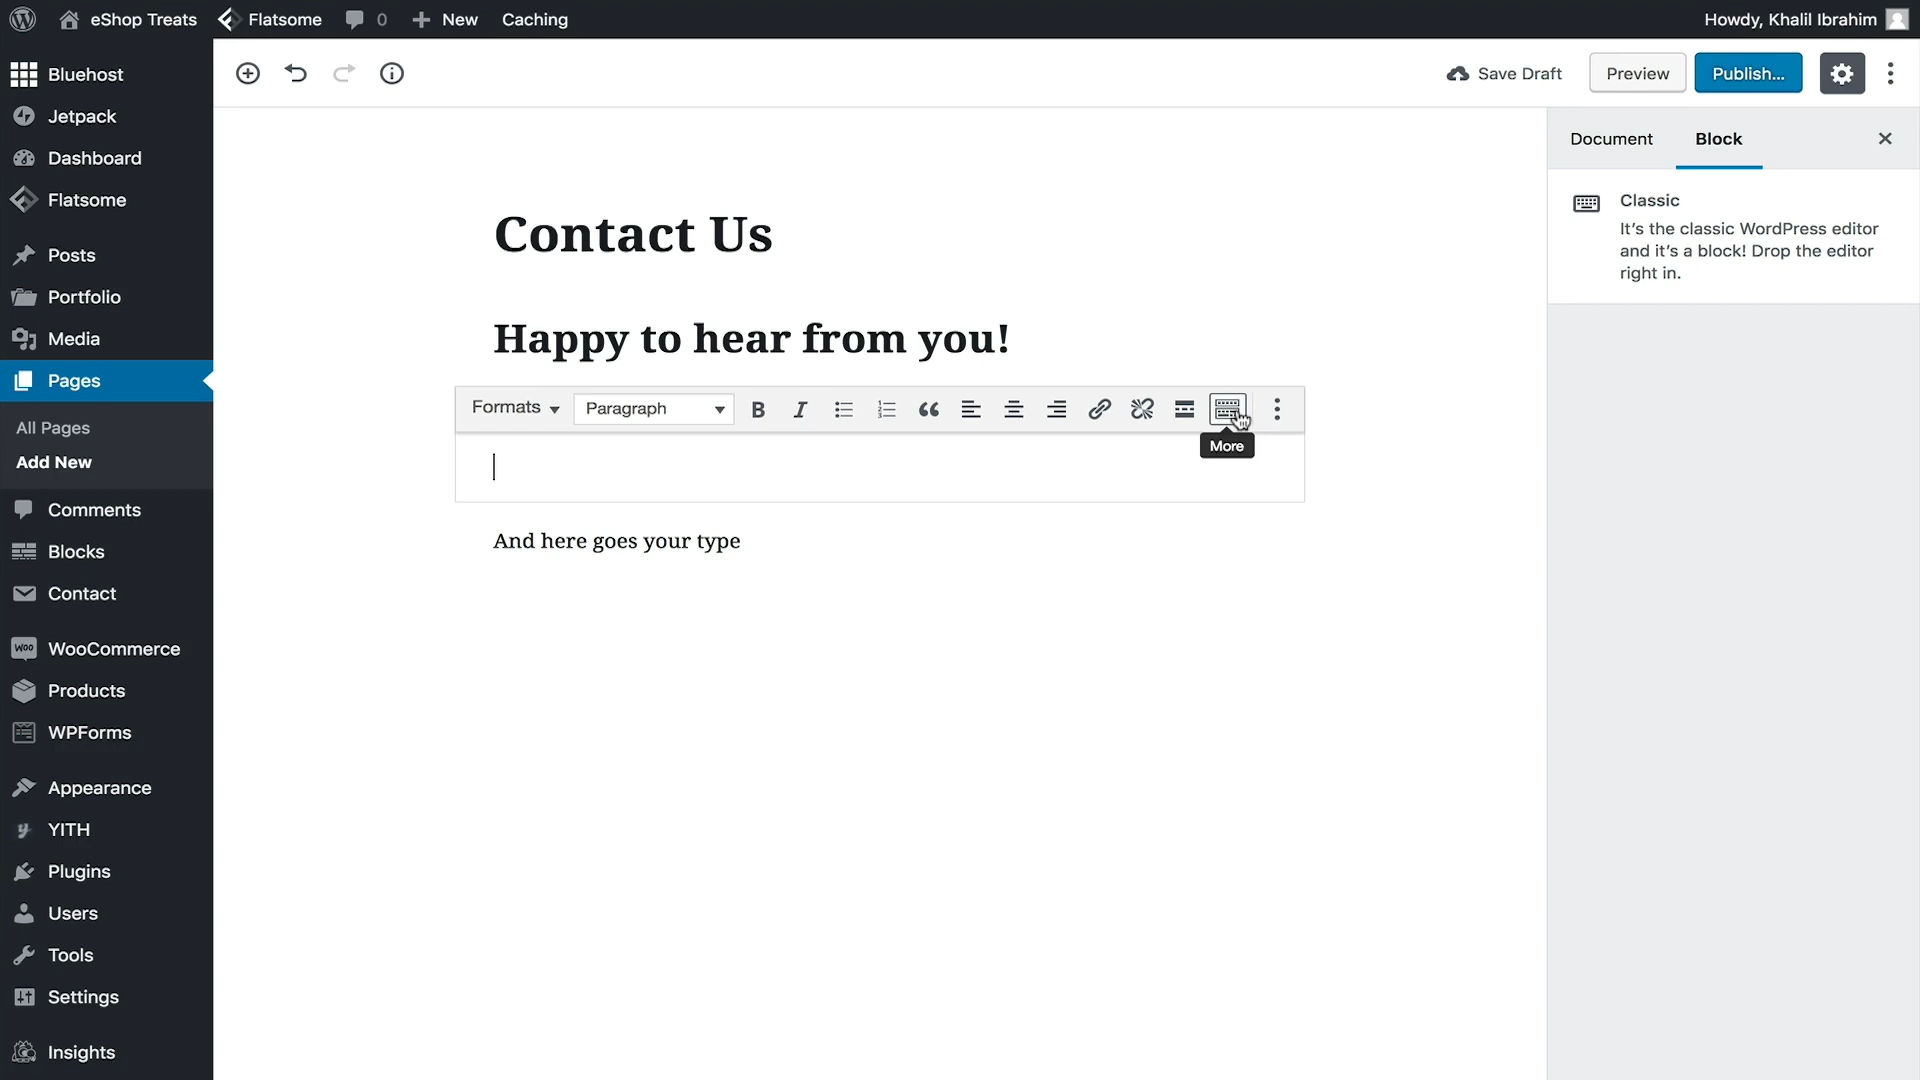 eShop Treats Flatsome 0 New Caching Howdy, Khalil Ibrahim
Bluehost
Jetpack
Dashboard
Flatsome
Posts
Portfolio
Media
Pages
All Pages
Add New
Comments
Blocks
Contact
WOO WooCommerce
Products
WPForms
Appearance
YITH
Plugins
Users
Tools
Settings
Insights
Save Draft Preview Publish...
Contact Us
Happy to hear from you!
Formats Paragraph B I
More
And here goes your type
Document Block
Classic
It's the classic WordPress editor
and it's a block! Drop the editor
right in.